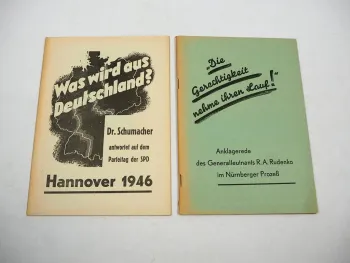 Was wird aus
Deutschland?
Dr. Schumacher
antwortet auf dem
Parteitag der SPD
Hannover 1946
„Die
Gerechtigkeit
nehme ihren Lauf!"
Anklagerede
des Generalleutnants R. A. Rudenko
im Nürnberger Prozeß